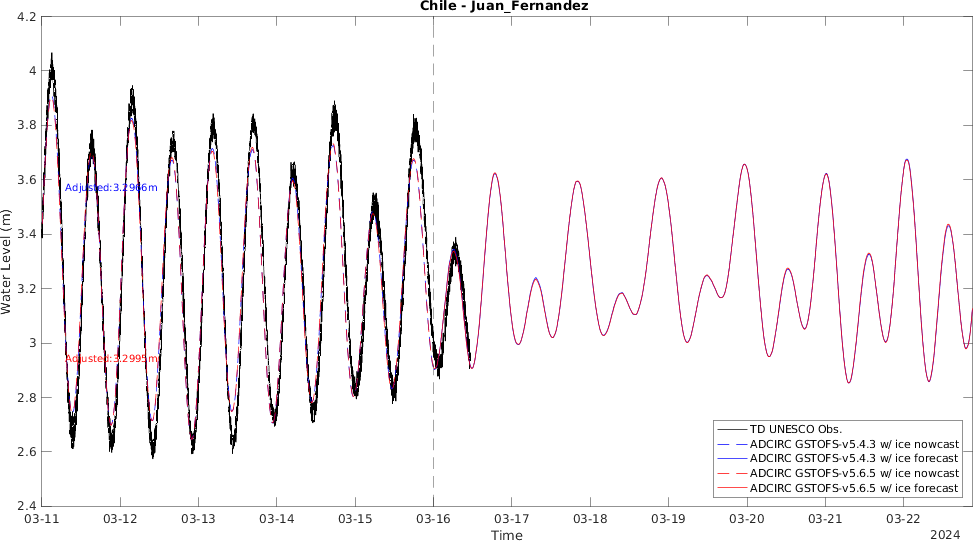 Chile - Juan_Fernandez
4.2
4
3.8
3.6
3.4
3.2
3
2.8
2.6
2.4
Water Level (m)
Adjusted:3.2966m
Adjusted:3.2995m
TD UNESCO Obs.
ADCIRC GSTOFS-v5.4.3 w/ ice nowcast
ADCIRC GSTOFS-v5.4.3 w/ ice forecast
ADCIRC GSTOFS-v5.6.5 w/ ice nowcast
ADCIRC GSTOFS-v5.6.5 w/ ice forecast
03-11 03-12 03-13 03-14 03-15 03-16 03-17 03-18 03-19 03-20 03-21 03-22
Time
2024